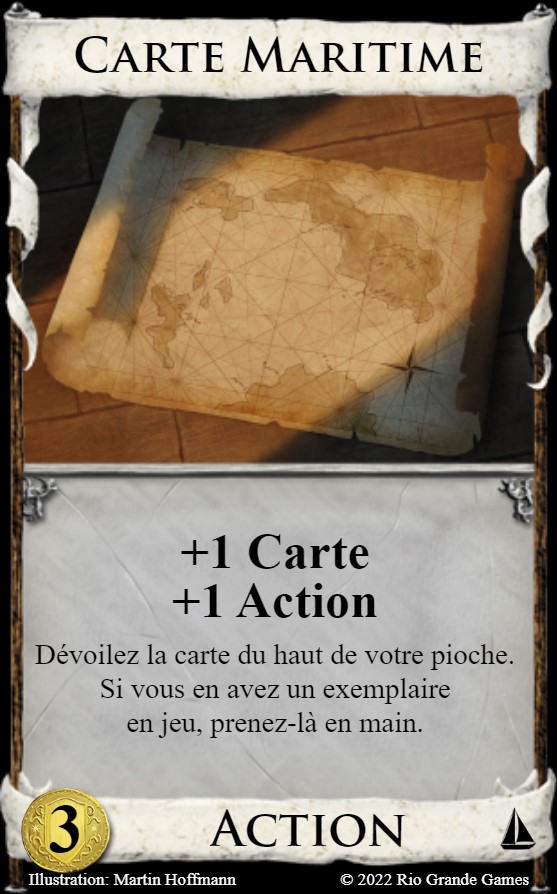 Carte Maritime
+1 Carte
+1 Action
Dévoilez la carte du haut de votre pioche.
Si vous en avez un exemplaire
en jeu, prenez-là en main.
3
Action
Illustration: Martin Hoffmann
© 2022 Rio Grande Games